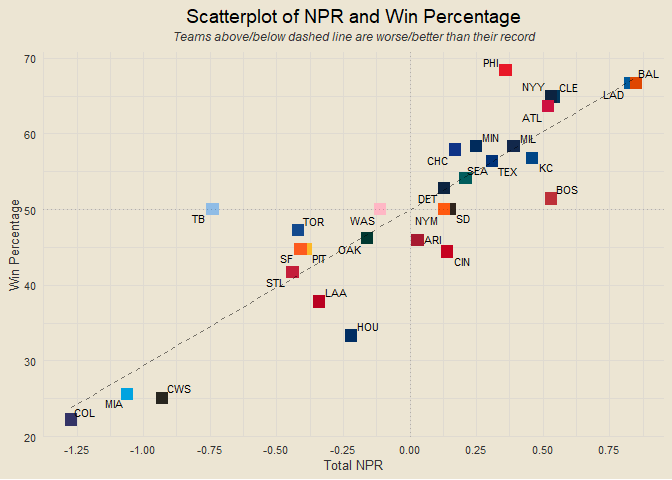 Scatterplot of NPR and Win Percentage
Teams above/below dashed line are worse/better than their record
70
PHI
BAL
NYY
CLE
LAD
ATL
60
MIN
MIL
CHC
KC
SEA
TEX
BOS
DET
50
TB
TOR
WAS
NYM
SD
ARI
OAK
SF
PIT
CIN
STL
40
LAA
HOU
30
CWS
MIA
COL
20
Win Percentage
-1.25
-1.00
-0.75
-0.50
-0.25
0.00
0.25
0.50
0.75
Total NPR